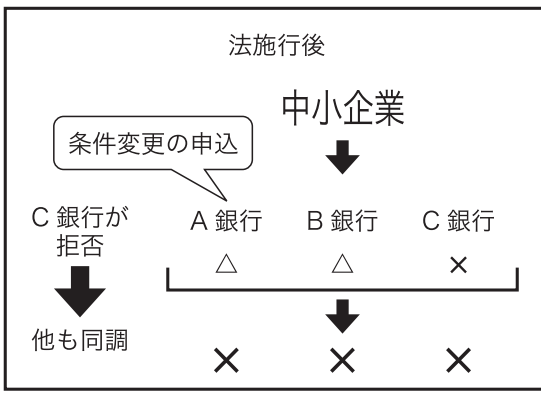 法施行後
中小企業
条件変更の申込
C 銀行が
拒否
A 銀行 B 銀行 C 銀行
△ △ ×
他も同調
× × ×